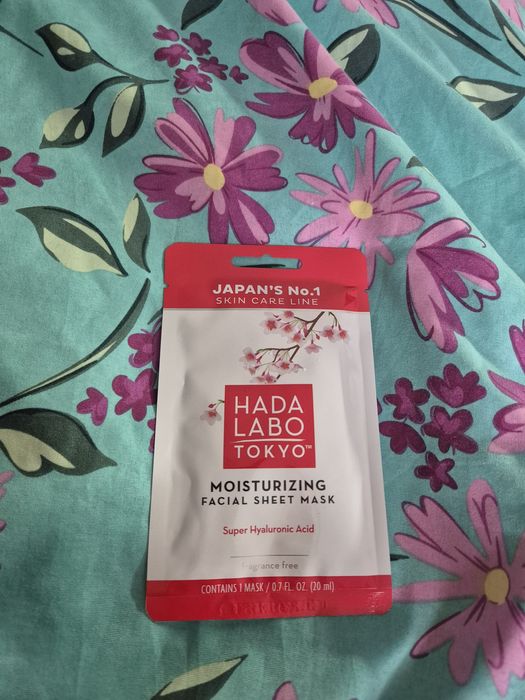 JAPAN'S No.1
SKIN CARE LINE
HADA
LABO
TOKYO™
MOISTURIZING
FACIAL SHEET MASK
Super Hyaluronic Acid
fragrance free
CONTAINS 1 MASK / 0.7 FL. OZ. (20 ml)